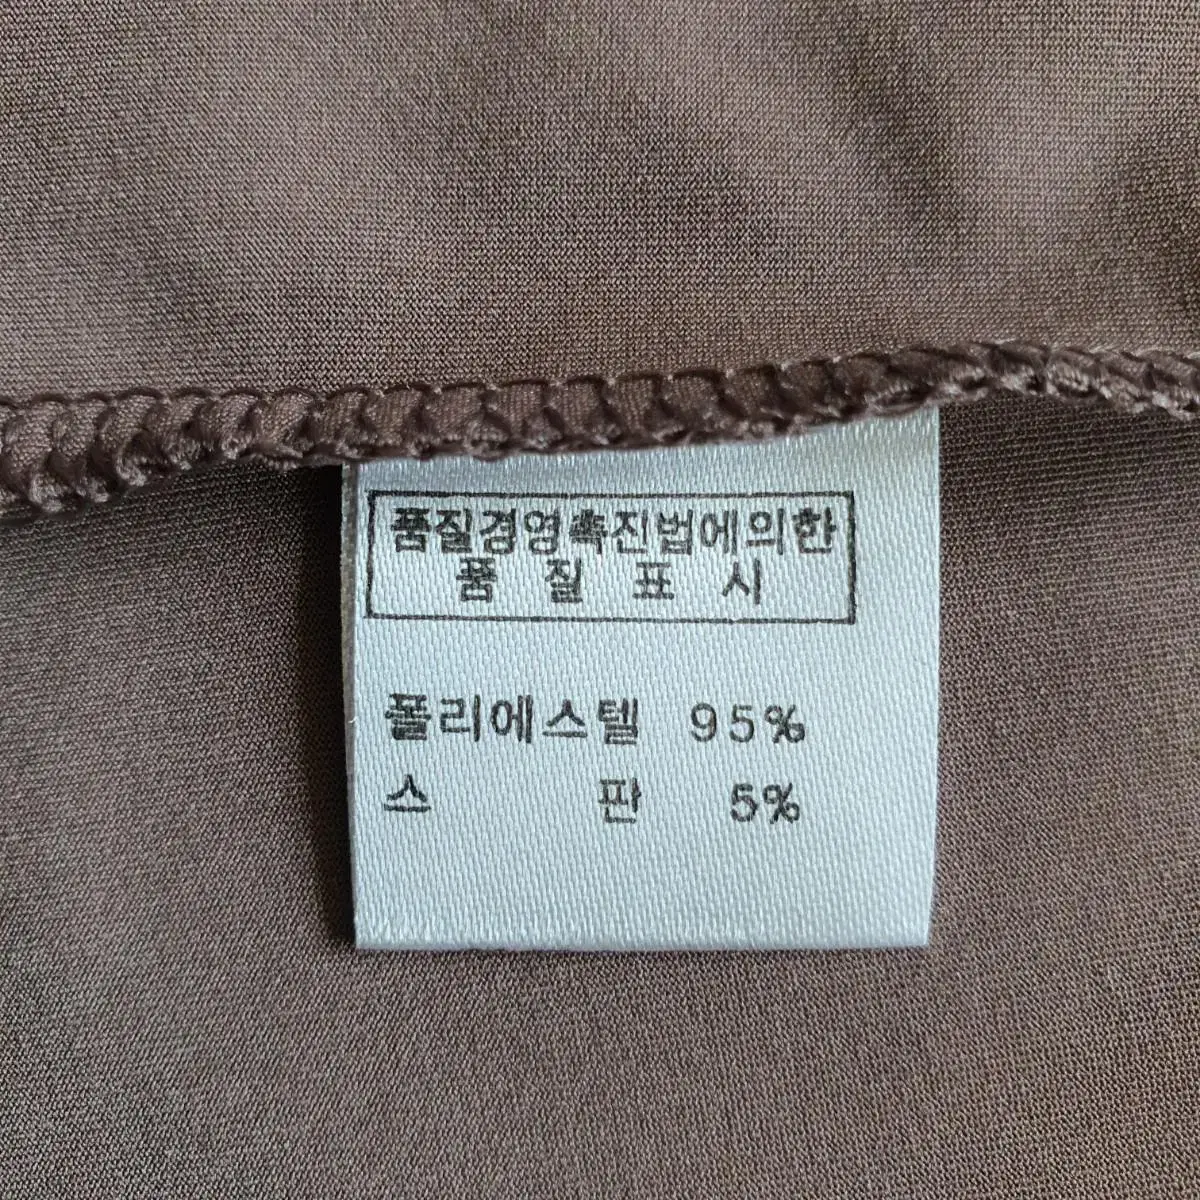 품질경영촉진법에의한
품 질 표 시
폴리에스텔 95%
스 판 5%